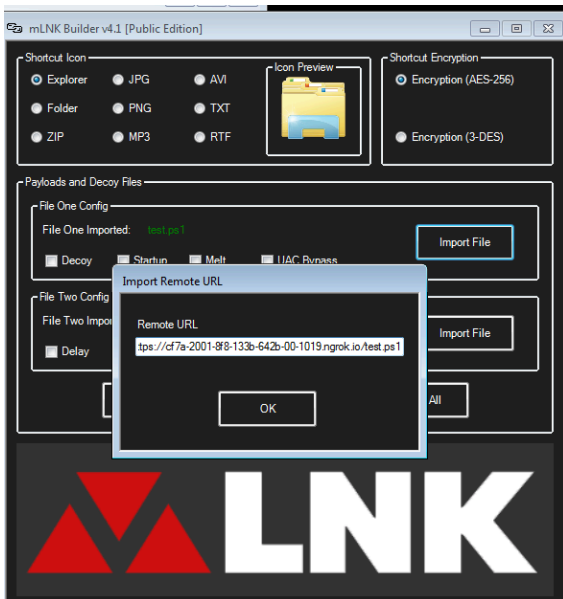 mLNK Builder v4.1 [Public Edition]
Shortcut Icon
Explorer
JPG
AVI
Folder
PNG
TXT
ZIP
MP3
RTF
Icon Preview
Shortcut Encryption
Encryption (AES-256)
Encryption (3-DES)
Payloads and Decoy Files
File One Config
File One Imported: test.ps1
Import File
Decoy
Startup
Melt
UAC Bypass
Import Remote URL
Remote URL
:tps://cf7a-2001-8f8-133b-642b-00-1019.ngrok.io/test.ps1
OK
File Two Config
File Two Impo
Import File
Delay
All
LNK